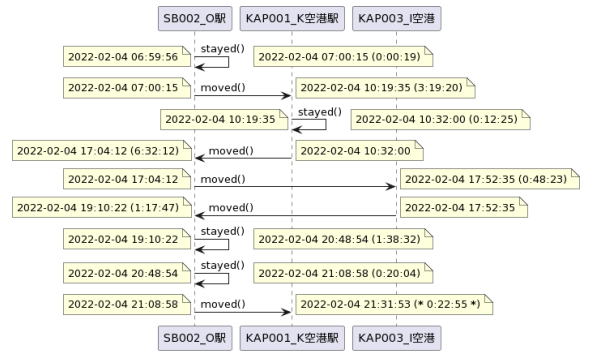 SB002_O駅 KAP001_K空港駅 KAP003_I空港
2022-02-04 06:59:56 stayed() 2022-02-04 07:00:15 (0:00:19)
2022-02-04 07:00:15 moved() 2022-02-04 10:19:35 (3:19:20)
2022-02-04 10:19:35 stayed() 2022-02-04 10:32:00 (0:12:25)
2022-02-04 17:04:12 (6:32:12) moved() 2022-02-04 10:32:00
2022-02-04 17:04:12 moved() 2022-02-04 17:52:35 (0:48:23)
2022-02-04 19:10:22 (1:17:47) moved() 2022-02-04 17:52:35
2022-02-04 19:10:22 stayed() 2022-02-04 20:48:54 (1:38:32)
2022-02-04 20:48:54 stayed() 2022-02-04 21:08:58 (0:20:04)
2022-02-04 21:08:58 moved() 2022-02-04 21:31:53 (* 0:22:55 *)
SB002_O駅 KAP001_K空港駅 KAP003_I空港